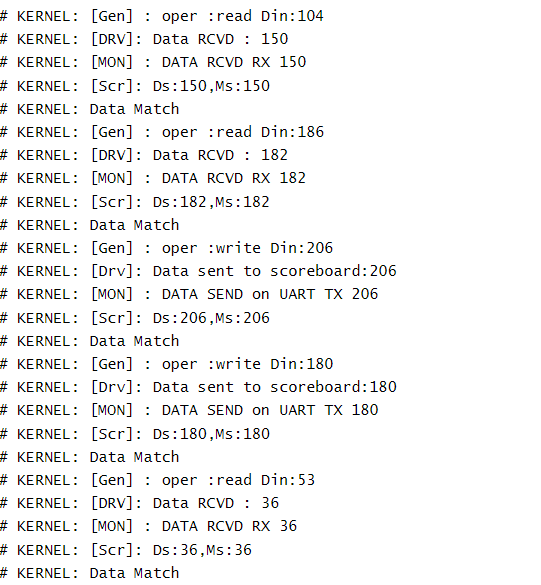 # KERNEL: [Gen] : oper :read Din:104
# KERNEL: [DRV]: Data RCVD : 150
# KERNEL: [MON] : DATA RCVD RX 150
# KERNEL: [Scr]: Ds:150,Ms:150
# KERNEL: Data Match
# KERNEL: [Gen] : oper :read Din:186
# KERNEL: [DRV]: Data RCVD : 182
# KERNEL: [MON] : DATA RCVD RX 182
# KERNEL: [Scr]: Ds:182,Ms:182
# KERNEL: Data Match
# KERNEL: [Gen] : oper :write Din:206
# KERNEL: [Drv]: Data sent to scoreboard:206
# KERNEL: [MON] : DATA SEND on UART TX 206
# KERNEL: [Scr]: Ds:206,Ms:206
# KERNEL: Data Match
# KERNEL: [Gen] : oper :write Din:180
# KERNEL: [Drv]: Data sent to scoreboard:180
# KERNEL: [MON] : DATA SEND on UART TX 180
# KERNEL: [Scr]: Ds:180,Ms:180
# KERNEL: Data Match
# KERNEL: [Gen] : oper :read Din:53
# KERNEL: [DRV]: Data RCVD : 36
# KERNEL: [MON] : DATA RCVD RX 36
# KERNEL: [Scr]: Ds:36,Ms:36
# KERNEL: Data Match